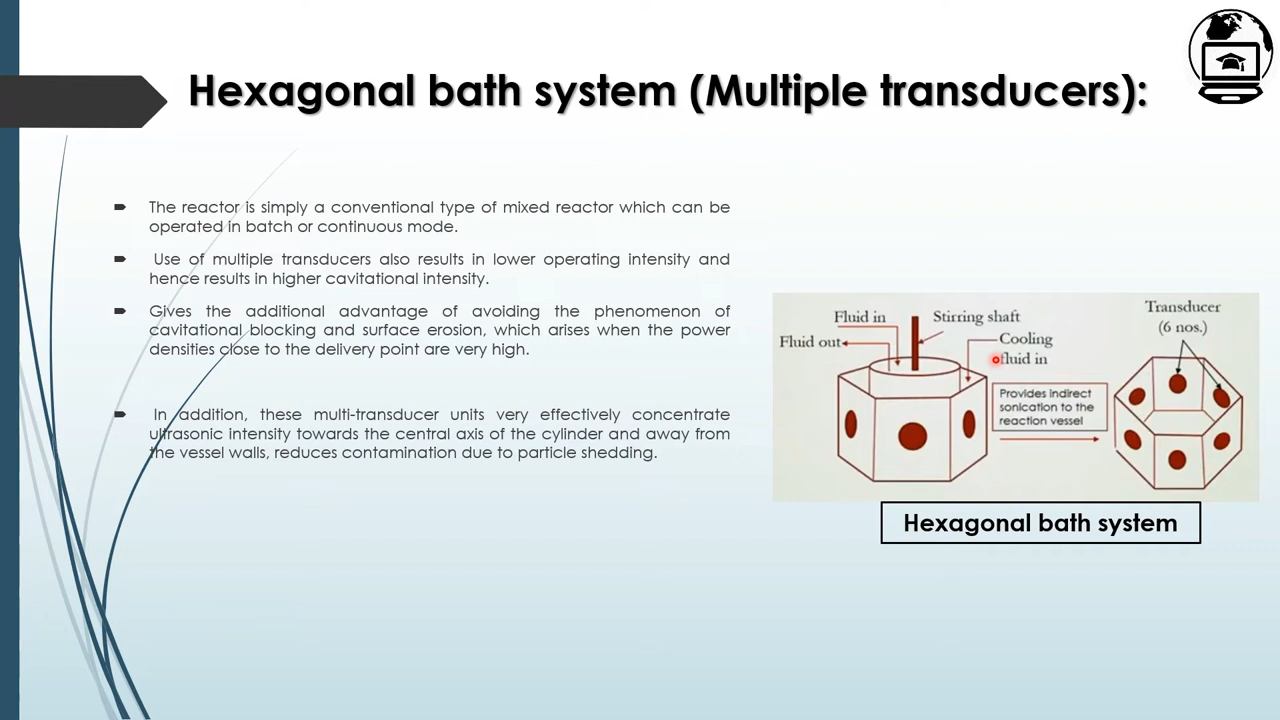 Hexagonal bath system (Multiple transducers):
The reactor is simply a conventional type of mixed reactor which can be
operated in batch or continuous mode.
Use of multiple transducers also results in lower operating intensity and
hence results in higher cavitational intensity.
Gives the additional advantage of avoiding the phenomenon of
cavitational blocking and surface erosion, which arises when the power
densities close to the delivery point are very high.
In addition, these multi-transducer units very effectively concentrate
ultrasonic intensity towards the central axis of the cylinder and away from
the vessel walls, reduces contamination due to particle shedding.
Fluid in
Stirring shaft
Fluid out
Cooling
fluid in
Transducer
(6 nos.)
Provides indirect
sonication to the
reaction vessel
Hexagonal bath system